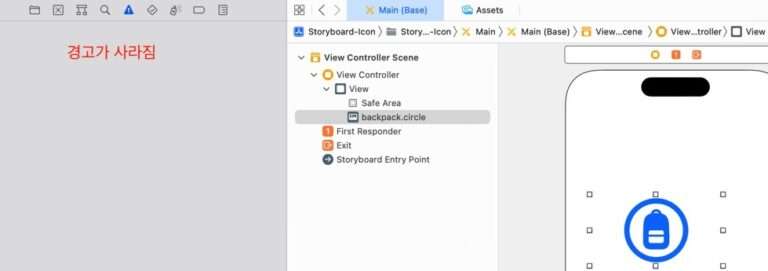 Main (Base)
Assets
경고가 사라짐
Storyboard-Icon
Story...-Icon
Main
Main (Base)
View...cene
View...troller
View
View Controller Scene
View Controller
View
Safe Area
backpack.circle
1 First Responder
Exit
Storyboard Entry Point